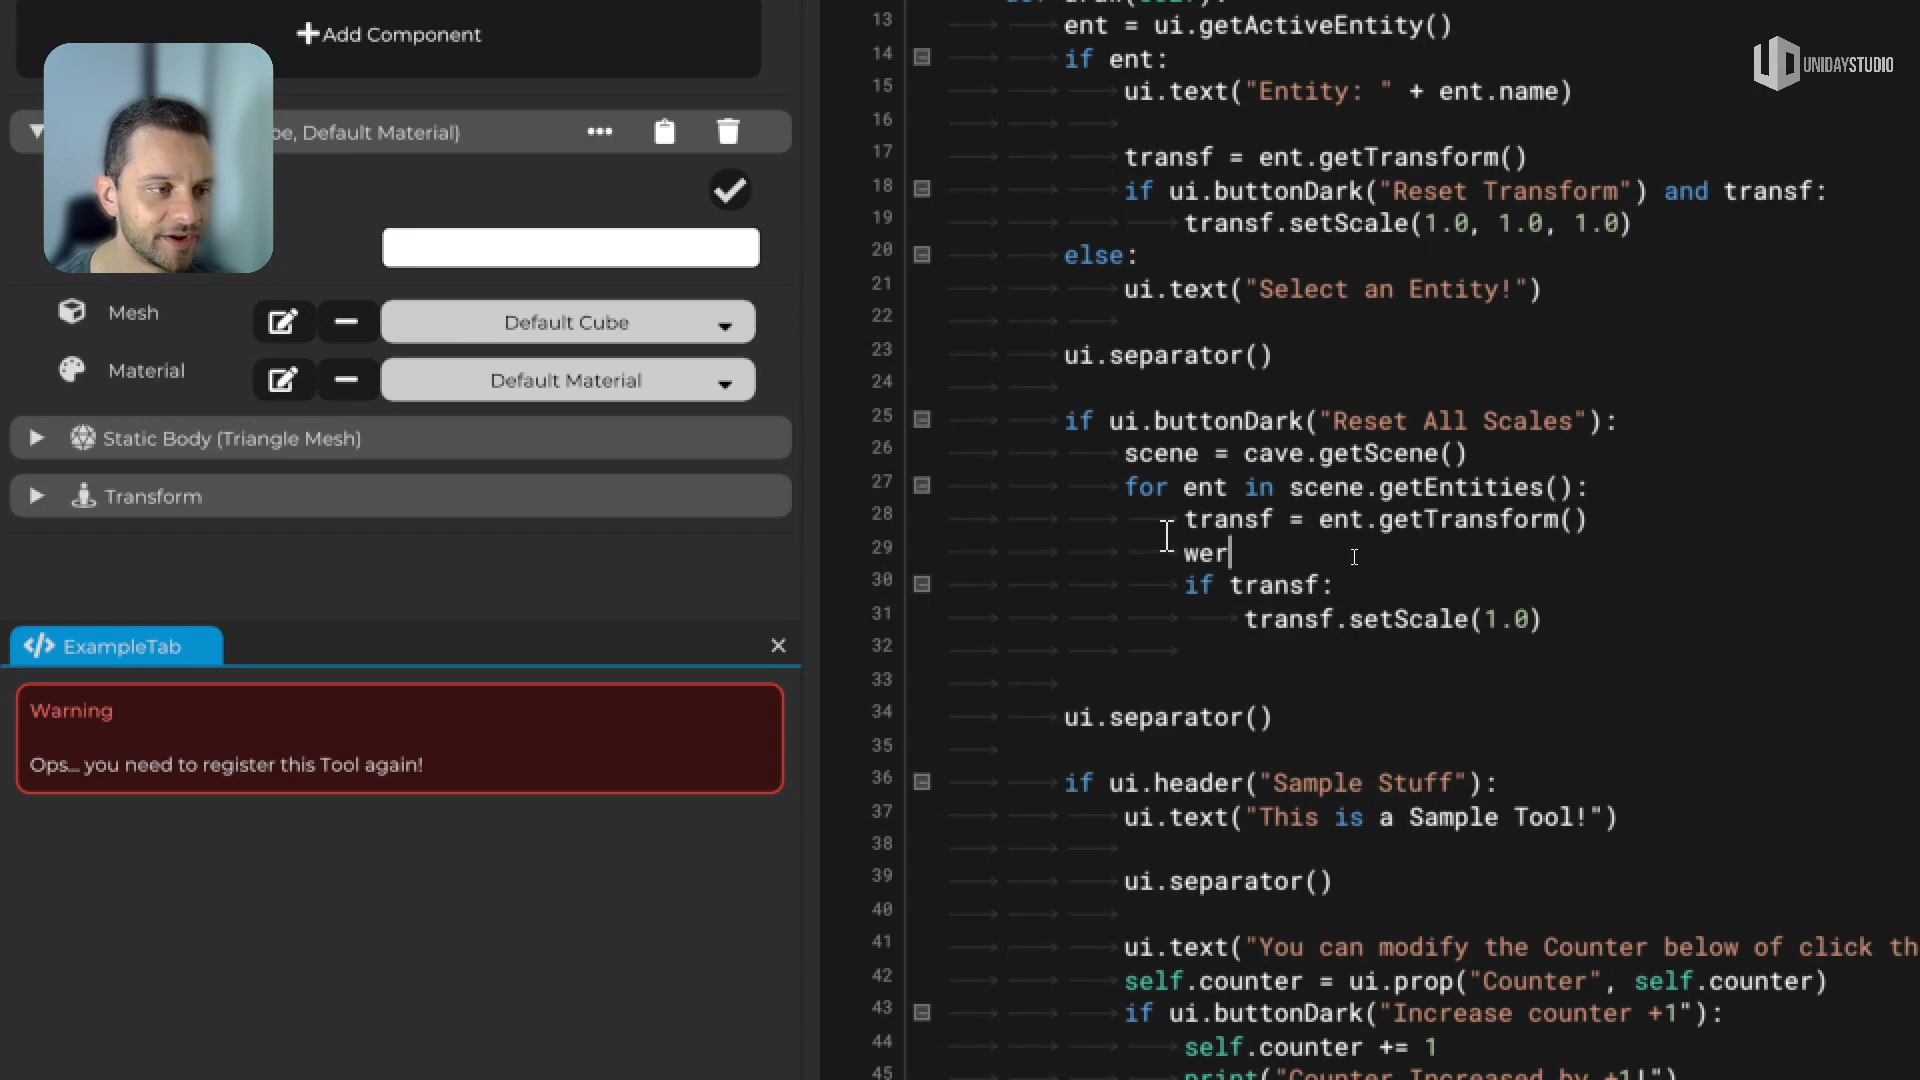 Add Component
be, Default Material)
Mesh
Default Cube
Material
Default Material
Static Body (Triangle Mesh)
Transform
</> ExampleTab
Warning
Ops... you need to register this Tool again!
UNIDAYSTUDIO
13 ent = ui.getActiveEntity()
14 if ent:
15 ui.text("Entity: " + ent.name)
16
17 transf = ent.getTransform()
18 if ui.buttonDark("Reset Transform") and transf:
19 transf.setScale(1.0, 1.0, 1.0)
20 else:
21 ui.text("Select an Entity!")
22
23 ui.separator()
24
25 if ui.buttonDark("Reset All Scales"):
26 scene = cave.getScene()
27 for ent in scene.getEntities():
28 transf = ent.getTransform()
29 wer
30 if transf:
31 transf.setScale(1.0)
32
33
34 ui.separator()
35
36 if ui.header("Sample Stuff"):
37 ui.text("This is a Sample Tool!")
38
39 ui.separator()
40
41 ui.text("You can modify the Counter below of click th
42 self.counter = ui.prop("Counter", self.counter)
43 if ui.buttonDark("Increase counter +1"):
44 self.counter += 1
45 print("Counter Increased by +1!")